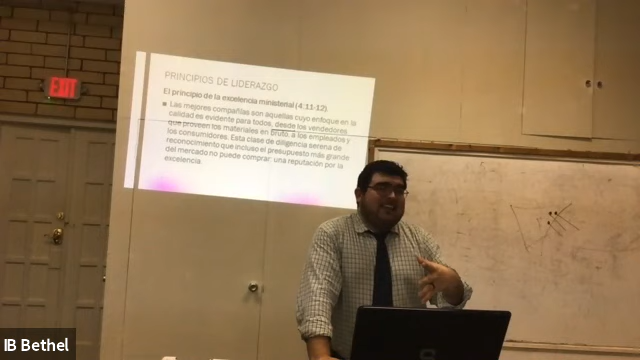 EXIT
PRINCIPIOS DE LIDERAZGO
El principio de la excelencia ministerial (4:11-12).
Las mejores compañías son aquellas cuyo enfoque en la
calidad es evidente para todos, desde los vendedores
que proveen los materiales en bruto, a los empleados y
los consumidores. Esta clase de diligencia serena de
reconocimiento que incluso el presupuesto más grande
del mercado no puede comprar: una reputación por la
excelencia
IB Bethel